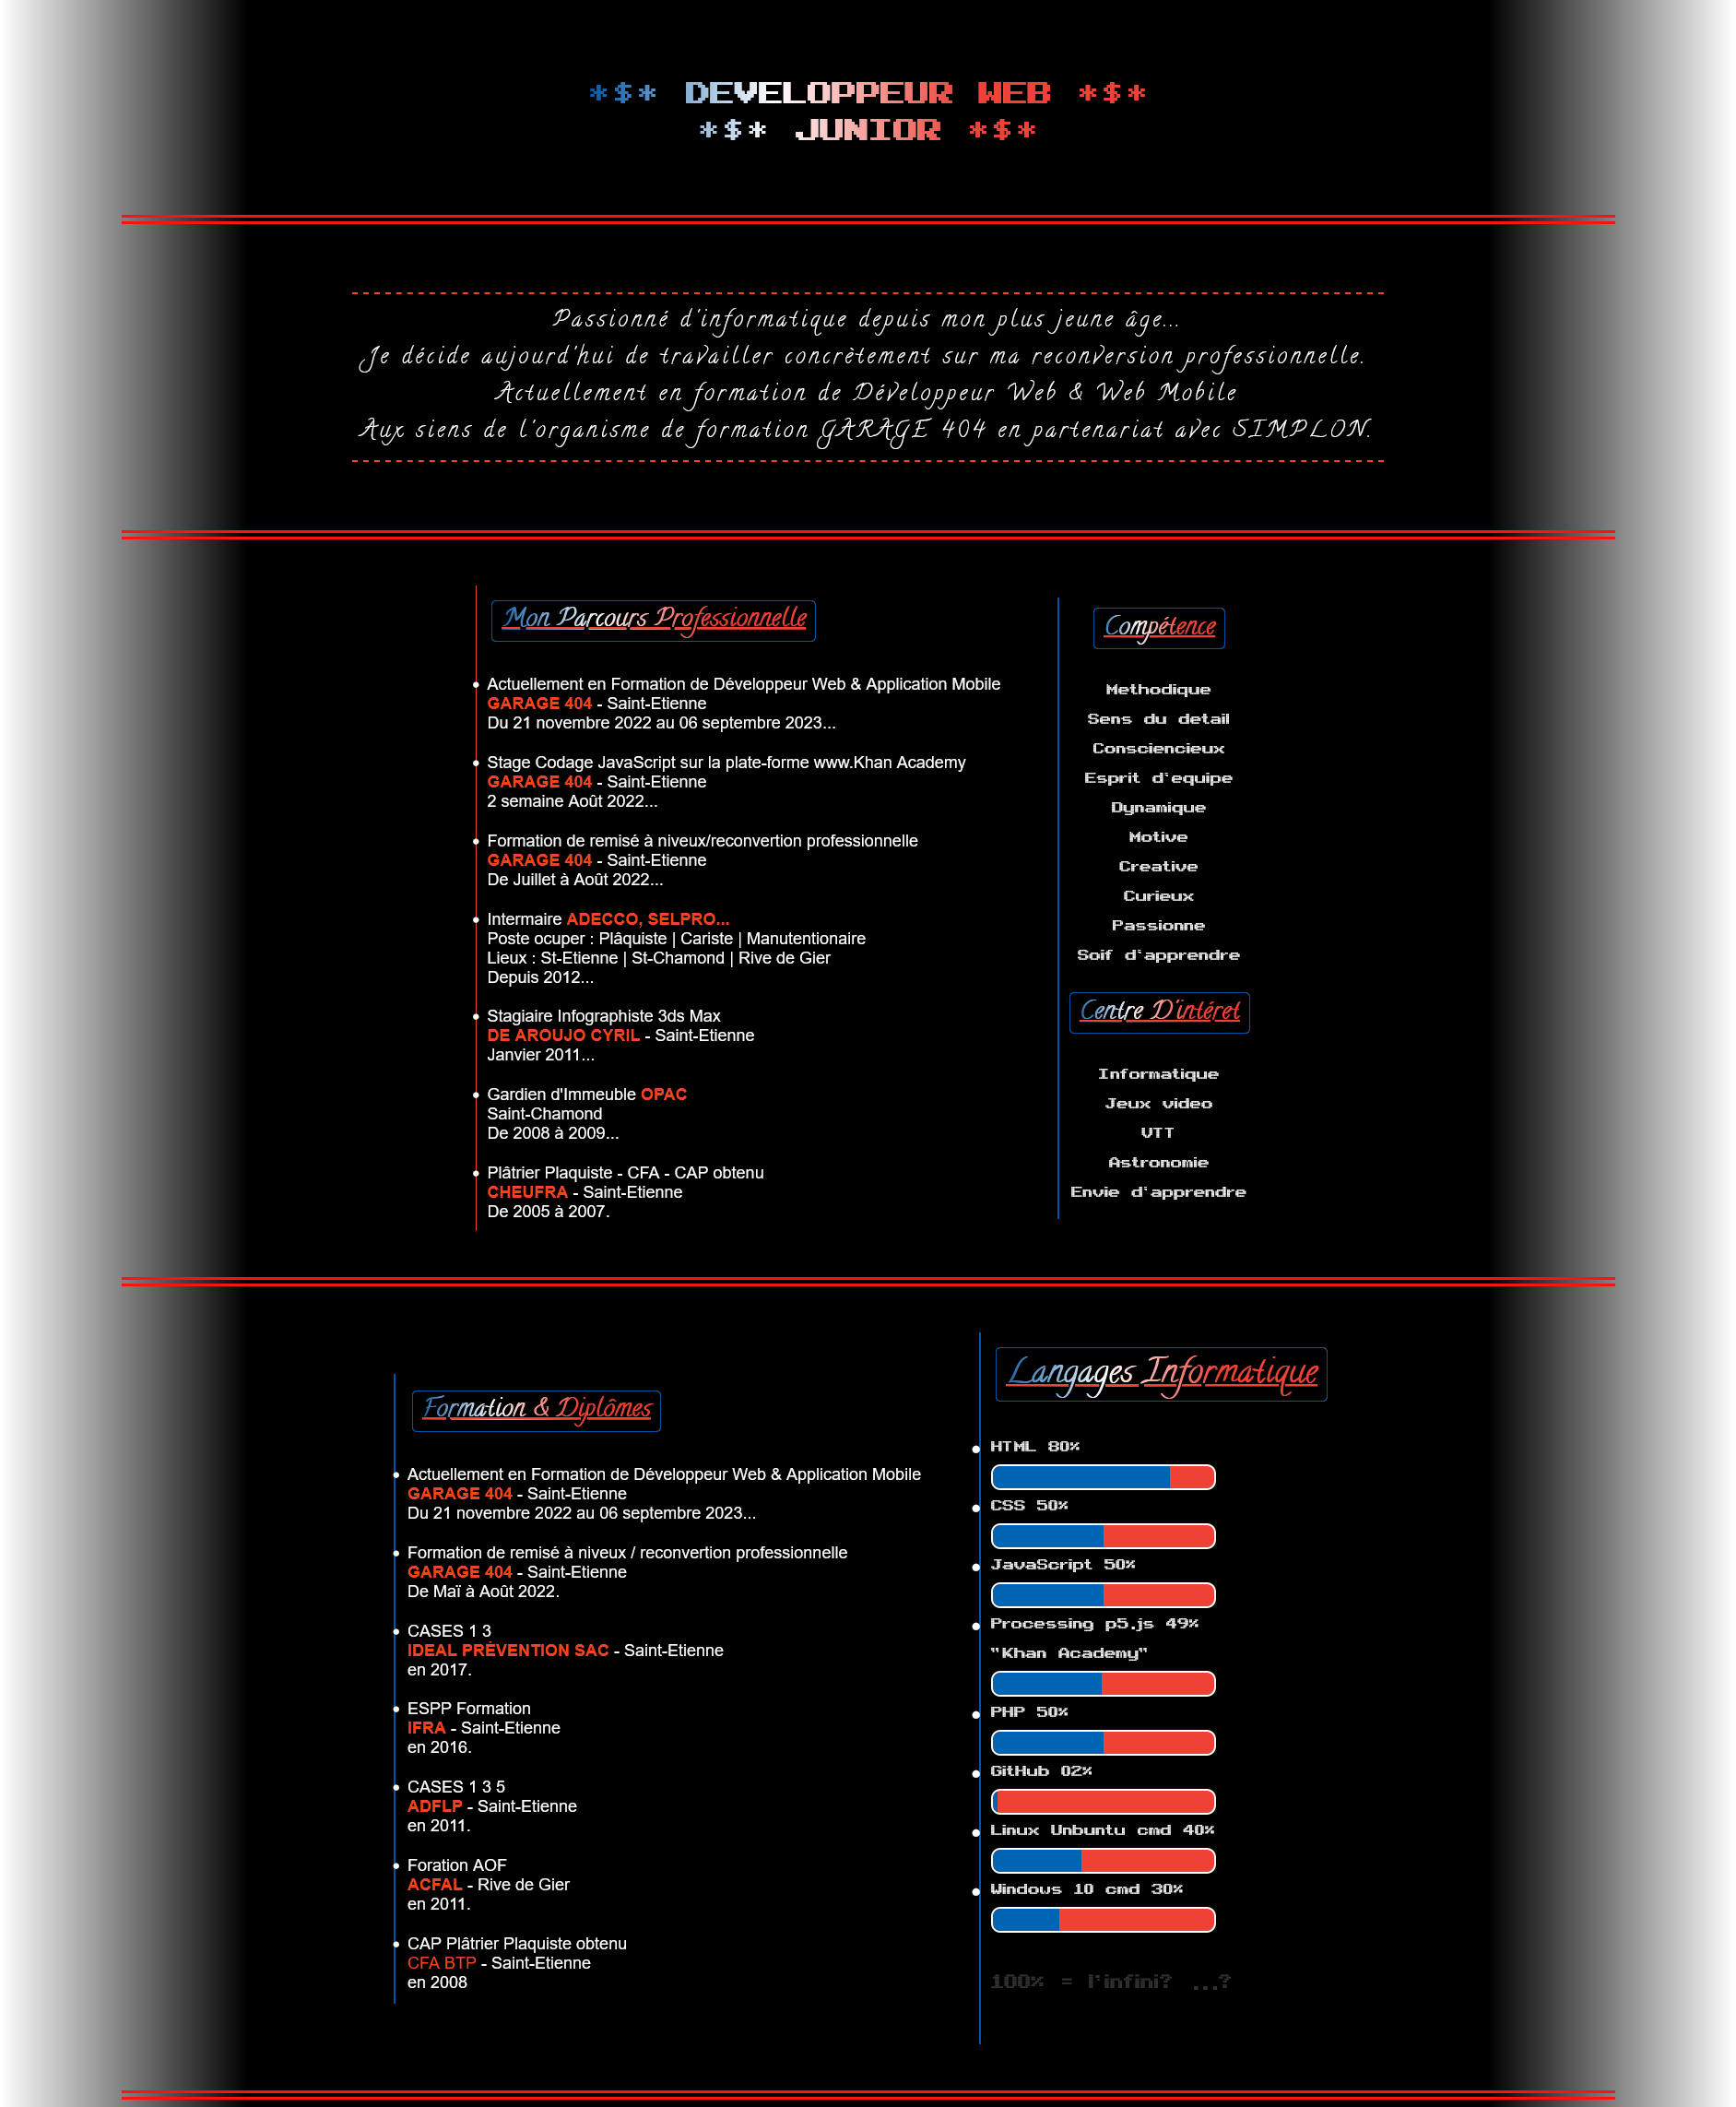 *$* DEVELOPPEUR WEB *$*
*$* JUNIOR *$*
Passionné d'informatique depuis mon plus jeune âge...
Je décide aujourd'hui de travailler concrètement sur ma reconversion professionnelle.
Actuellement en formation de Développeur Web & Web Mobile
Aux siens de l'organisme de formation GARAGE 404 en partenariat avec SIMPLON.
Mon Parcours Professionnelle
Actuellement en Formation de Développeur Web & Application Mobile
GARAGE 404 - Saint-Etienne
Du 21 novembre 2022 au 06 septembre 2023...
Stage Codage JavaScript sur la plate-forme www.Khan Academy
GARAGE 404 - Saint-Etienne
2 semaine Août 2022...
Formation de remisé à niveux/reconvertion professionnelle
GARAGE 404 - Saint-Etienne
De Juillet à Août 2022...
Intermaire ADECCO, SELPRO...
Poste ocuper : Plâquiste | Cariste | Manutentionaire
Lieux : St-Etienne | St-Chamond | Rive de Gier
Depuis 2012...
Stagiaire Infographiste 3ds Max
DE AROUJO CYRIL - Saint-Etienne
Janvier 2011...
Gardien d'Immeuble OPAC
Saint-Chamond
De 2008 à 2009...
Plâtrier Plaquiste - CFA - CAP obtenu
CHEUFRA - Saint-Etienne
De 2005 à 2007.
Compétence
Methodique
Sens du detail
Consciencieux
Esprit d'equipe
Dynamique
Motive
Creative
Curieux
Passionne
Soif d'apprendre
Centre D'intéret
Informatique
Jeux video
VTT
Astronomie
Envie d'apprendre
Formation & Diplômes
Actuellement en Formation de Développeur Web & Application Mobile
GARAGE 404 - Saint-Etienne
Du 21 novembre 2022 au 06 septembre 2023...
Formation de remisé à niveux / reconvertion professionnelle
GARAGE 404 - Saint-Etienne
De Maï à Août 2022.
CASES 1 3
IDEAL PRÉVENTION SAC - Saint-Etienne
en 2017.
ESPP Formation
IFRA - Saint-Etienne
en 2016.
CASES 1 3 5
ADFLP - Saint-Etienne
en 2011.
Foration AOF
ACFAL - Rive de Gier
en 2011.
CAP Plâtrier Plaquiste obtenu
CFA BTP - Saint-Etienne
en 2008
Langages Informatique
HTML 80%
CSS 50%
JavaScript 50%
Processing p5.js 49%
"Khan Academy"
PHP 50%
GitHub 02%
Linux Unbuntu cmd 40%
Windows 10 cmd 30%
100% = l'infini? ...?